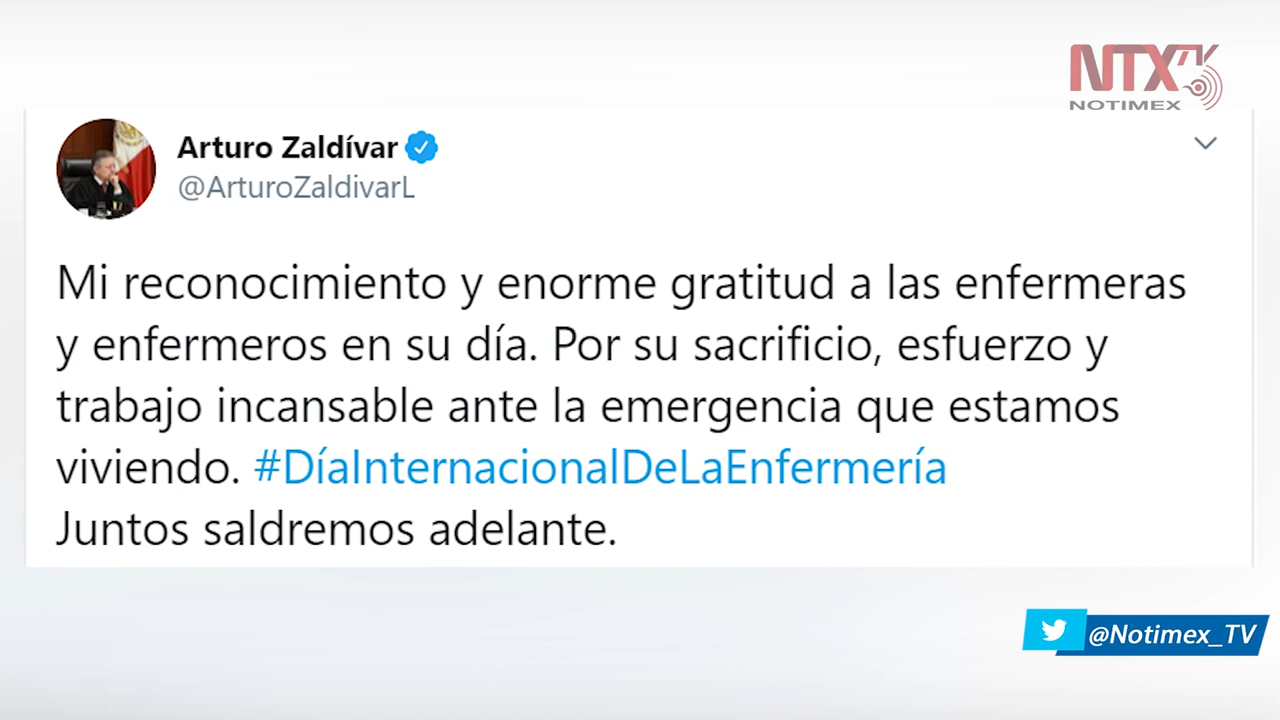 NTX TV
NOTIMEX
Arturo Zaldívar
@ArturoZaldivarL
Mi reconocimiento y enorme gratitud a las enfermeras
y enfermeros en su día. Por su sacrificio, esfuerzo y
trabajo incansable ante la emergencia que estamos
viviendo. #DíaInternacionalDeLaEnfermería
Juntos saldremos adelante.
@Notimex_TV